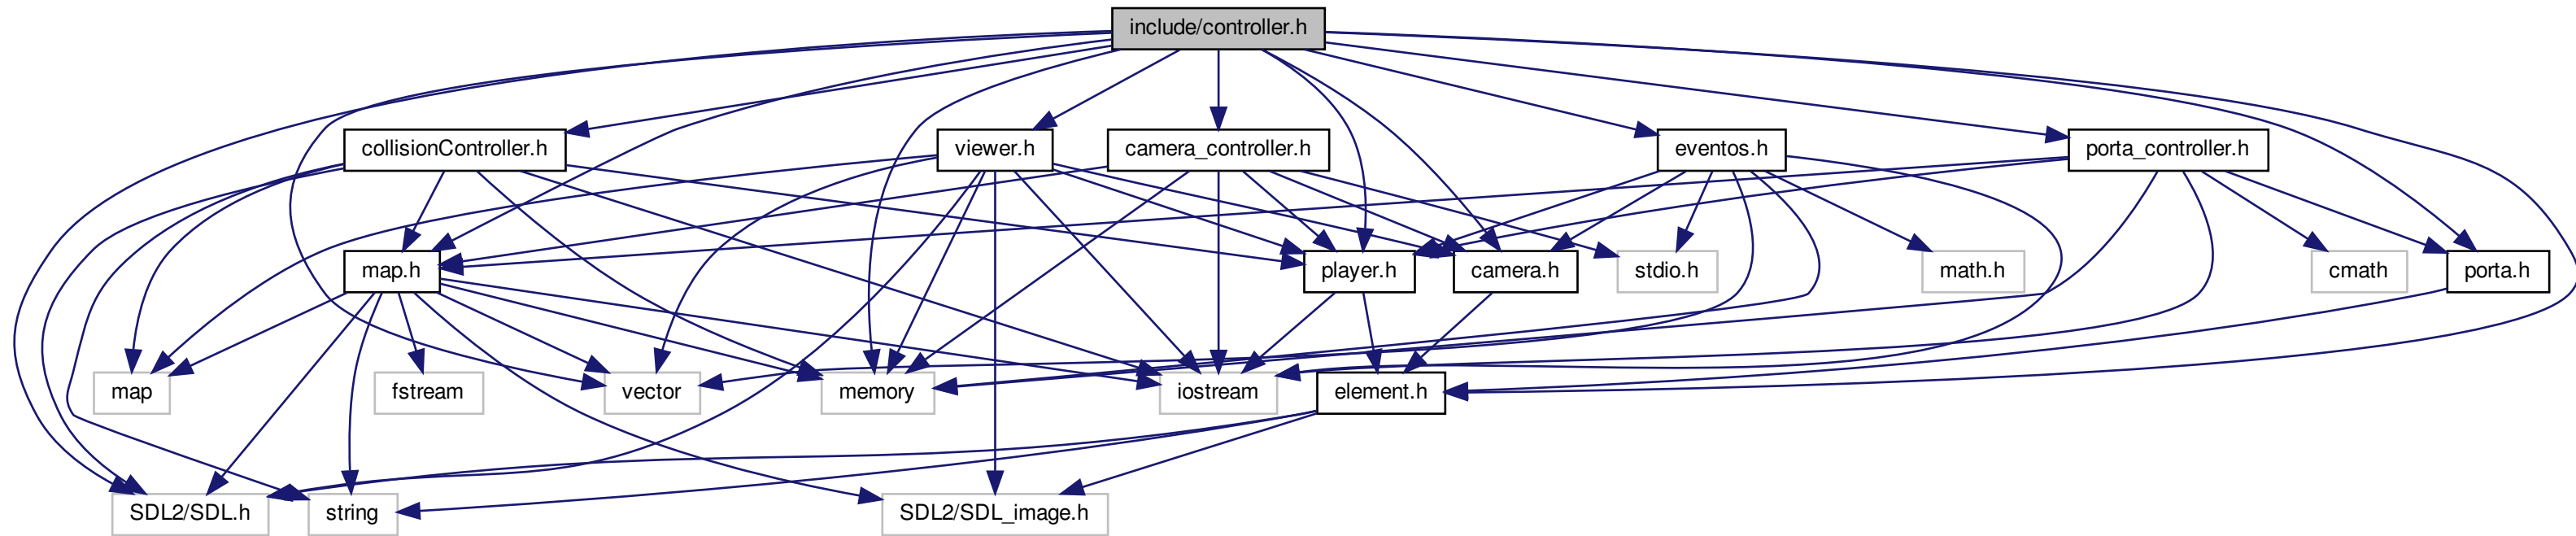 include/controller.h
collisionController.h
viewer.h
camera_controller.h
eventos.h
porta_controller.h
map.h
player.h
camera.h
stdio.h
math.h
cmath
porta.h
map
fstream
vector
memory
iostream
element.h
SDL2/SDL.h
string
SDL2/SDL_image.h